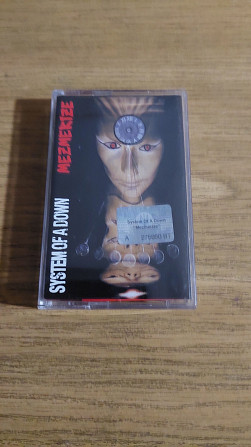 MEZMERIZE
SYSTEM OF A DOWN
System Of A Down
"Mezmerize"
A